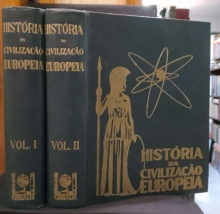 HISTÓRIA
DA
CIVILIZAÇÃO
EUROPEIA
VOL. I
HISTÓRIA
DA
CIVILIZAÇÃO
EUROPEIA
VOL. II
HISTÓRIA
DA
CIVILIZAÇÃO
EUROPEIA